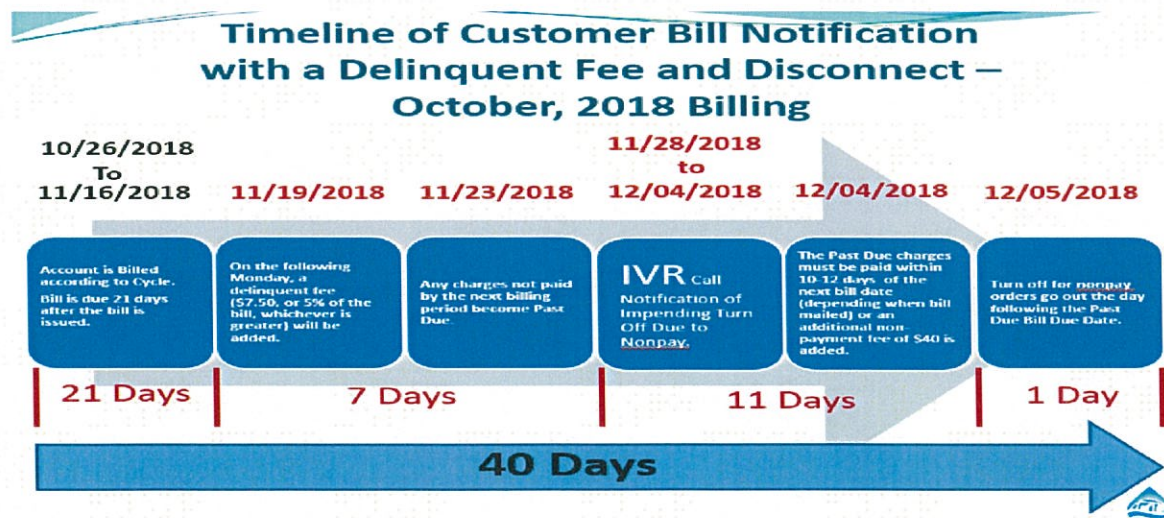 Timeline of Customer Bill Notification
with a Delinquent Fee and Disconnect –
October, 2018 Billing
10/26/2018
To
11/16/2018
11/19/2018
11/23/2018
11/28/2018
to
12/04/2018
12/04/2018
12/05/2018
Account is Billed
according to Cycle.
Bill is due 21 days
after the bill is
issued.
On the following
Monday, a
delinquent fee
($7.50, or 5% of the
bill, whichever is
greater) will be
added.
Any charges not paid
by the next billing
period become Past
Due.
IVR Call
Notification of
Impending Turn
Off Due to
Nonpay.
The Past Due charges
must be paid within
10-12 days of the
next bill date
(depending when bill
mailed) or an
additional non-
payment fee of $40 is
added.
Turn off for nonpay
orders go out the day
following the Past
Due Bill Due Date.
21 Days
7 Days
11 Days
1 Day
40 Days